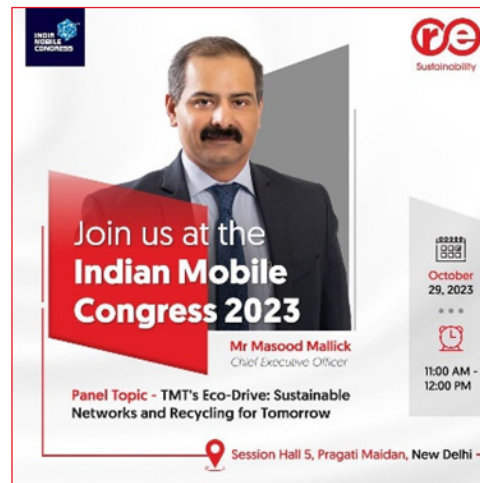 INDIA
MOBILE
CONGRESS
re
Sustainability
Join us at the
Indian Mobile
Congress 2023
October
29, 2023
11:00 AM -
12:00 PM
Mr Masood Mallick
Chief Executive Officer
Panel Topic - TMT's Eco-Drive: Sustainable
Networks and Recycling for Tomorrow
Session Hall 5, Pragati Maidan, New Delhi -